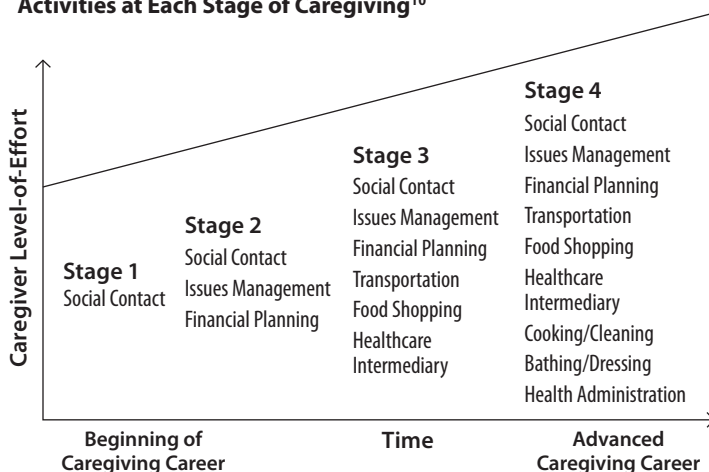 Activities at Each Stage of Caregiving¹⁰
Caregiver Level-of-Effort
Stage 1
Social Contact
Stage 2
Social Contact
Issues Management
Financial Planning
Stage 3
Social Contact
Issues Management
Financial Planning
Transportation
Food Shopping
Healthcare
Intermediary
Stage 4
Social Contact
Issues Management
Financial Planning
Transportation
Food Shopping
Healthcare
Intermediary
Cooking/Cleaning
Bathing/Dressing
Health Administration
Beginning of
Caregiving Career
Time
Advanced
Caregiving Career